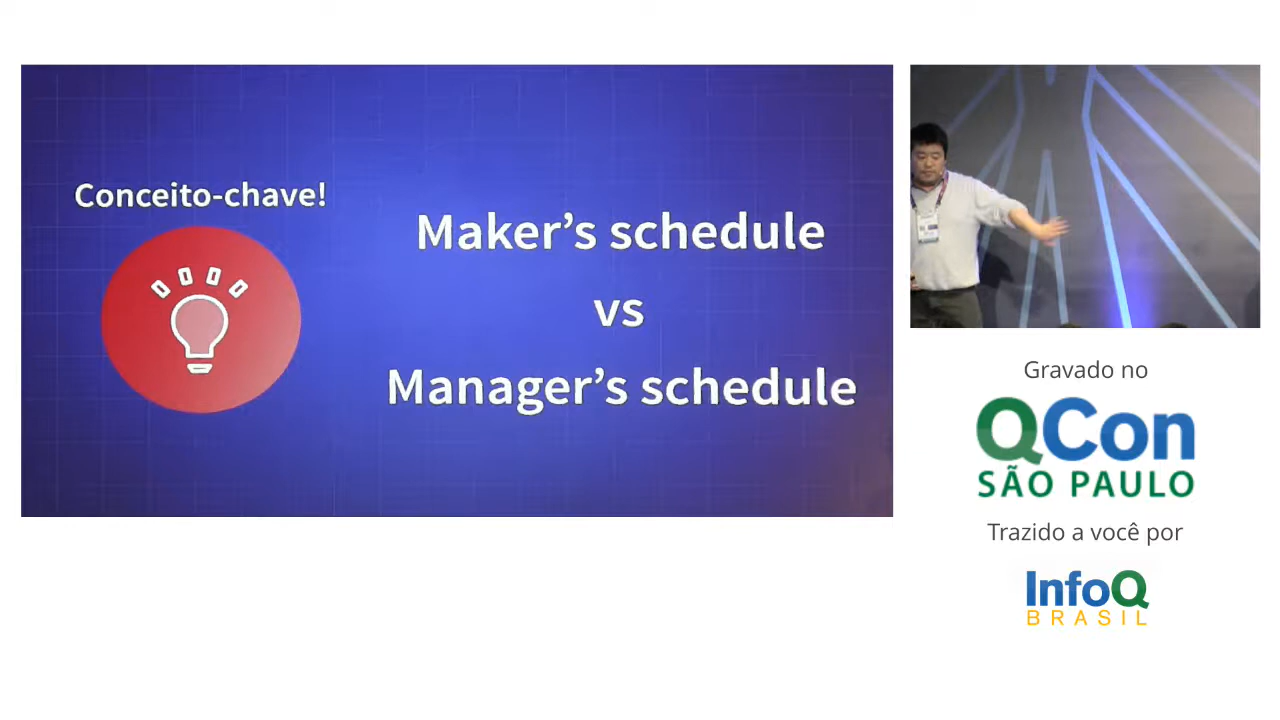 Conceito-chave!
Maker’s schedule
vs
Manager’s schedule
Gravado no
QCon
SÃO PAULO
Trazido a você por
InfoQ
BRASIL